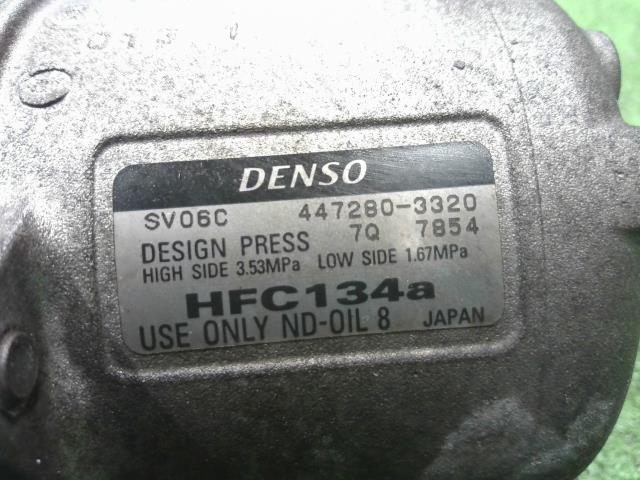 DENSO
SV06C 447280-3320
7Q 7854
DESIGN PRESS
HIGH SIDE 3.53MPa LOW SIDE 1.67MPa
HFC134a
USE ONLY ND-OIL 8 JAPAN